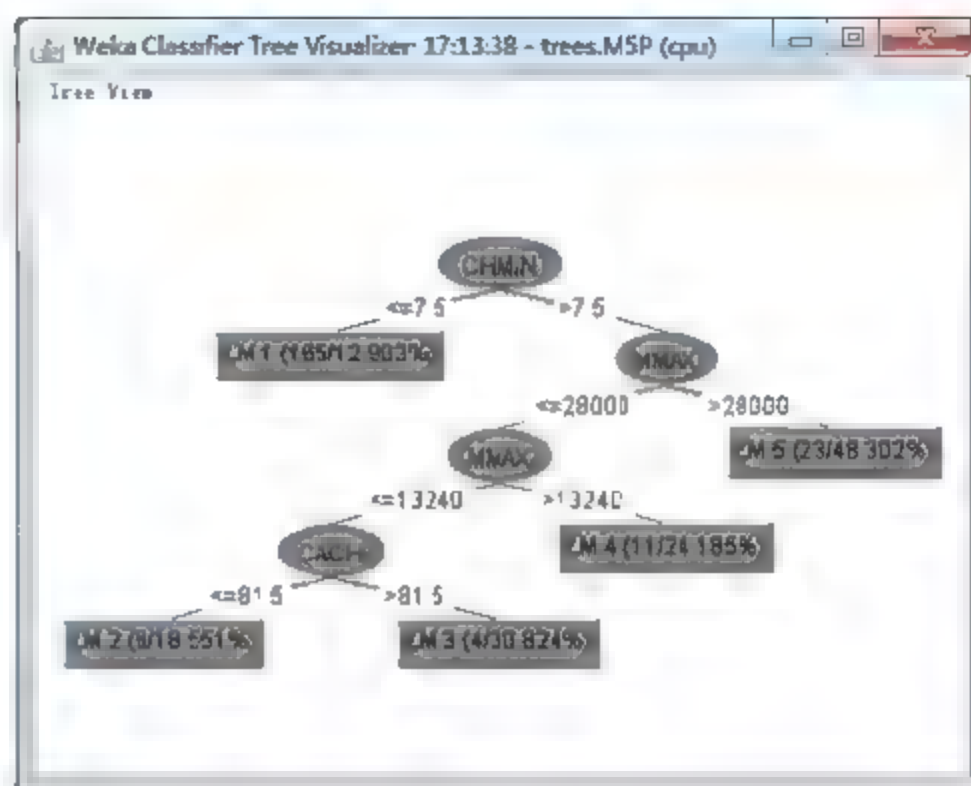 Weka Classifier Tree Visualizer: 17:13:38 - trees.M5P (cpu)
Tree View
CHMIN
<=7.5 >7.5
LM 1 (165/12.903% MMAX
<=28000 >28000
MMAX LM 5 (23/48.302%
<=13240 >13240
CACH LM 4 (11/24.185%
<=81.5 >81.5
LM 2 (6/18.551% LM 3 (4/30.824%